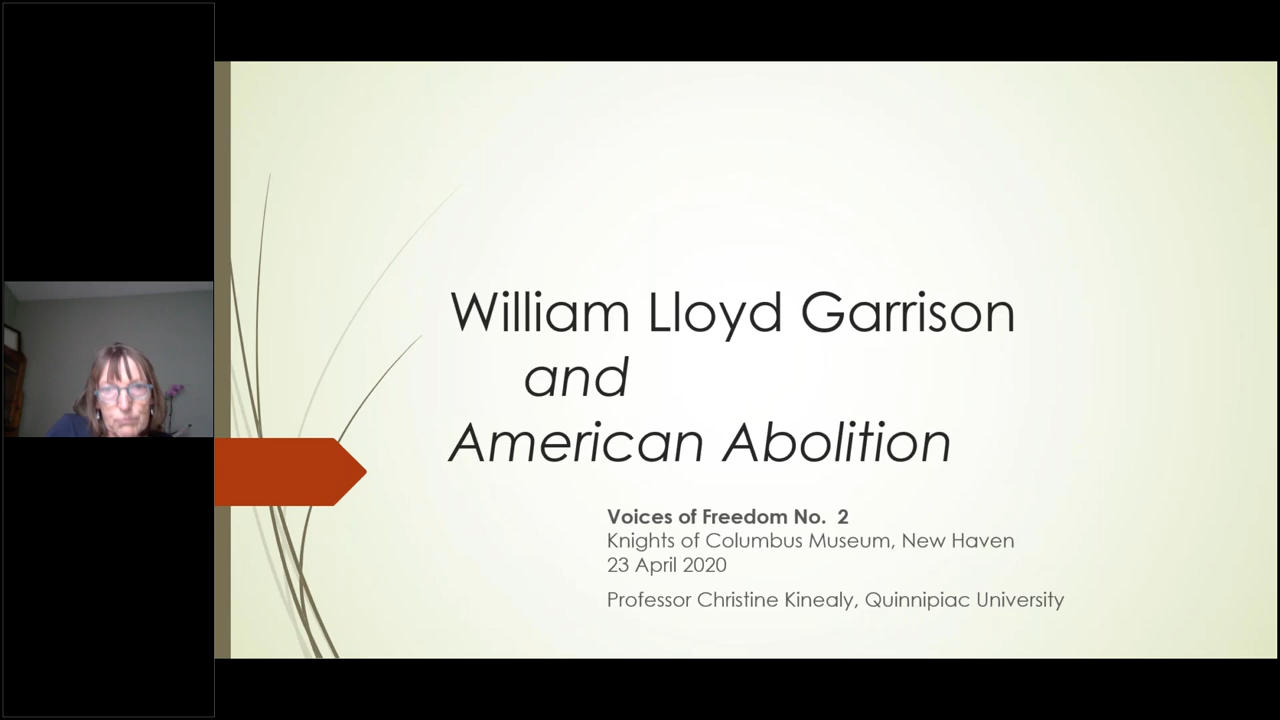 William Lloyd Garrison
and
American Abolition
Voices of Freedom No. 2
Knights of Columbus Museum, New Haven
23 April 2020
Professor Christine Kinealy, Quinnipiac University